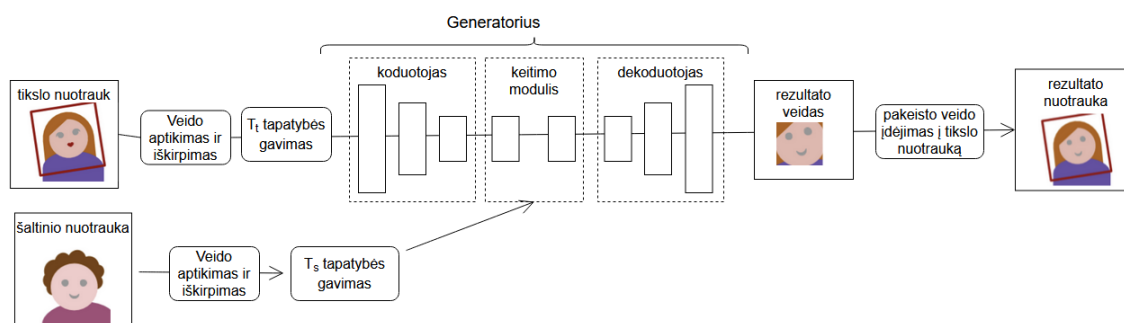 Generatorius
koduotojas
keitimo
modulis
dekoduotojas
tikslo nuotrauk
Veido
aptikimas ir
iškirpimas
Tt tapatybės
gavimas
rezultato
veidas
pakeisto veido
įdėjimas į tikslo
nuotrauką
rezultato
nuotrauka
šaltinio nuotrauka
Veido
aptikimas ir
iškirpimas
Ts tapatybės
gavimas